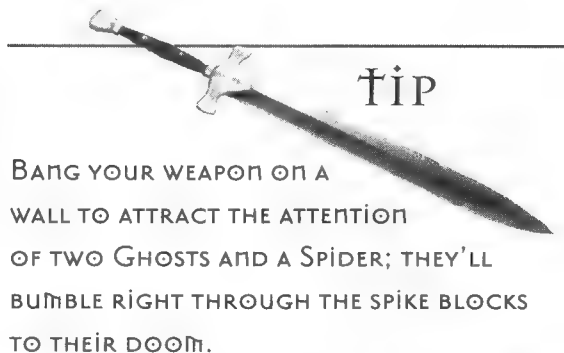 TIP
BANG YOUR WEAPON ON A
WALL TO ATTRACT THE ATTENTION
OF TWO GHOSTS AND A SPIDER; THEY'LL
BUMBLE RIGHT THROUGH THE SPIKE BLOCKS
TO THEIR DOOM.